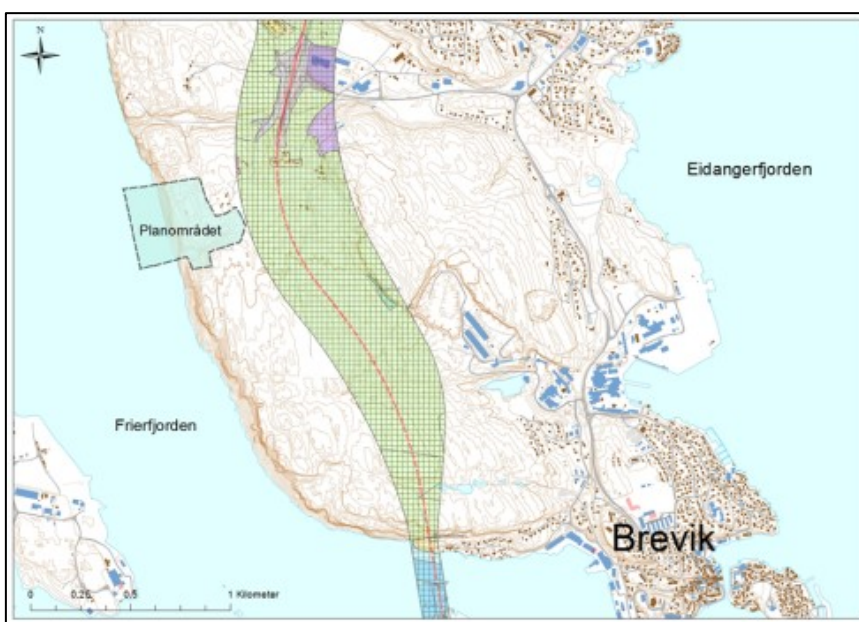 N
Eidangerfjorden
Planområdet
Frierfjorden
Brevik
0 0.25 0.5 1 Kilometer